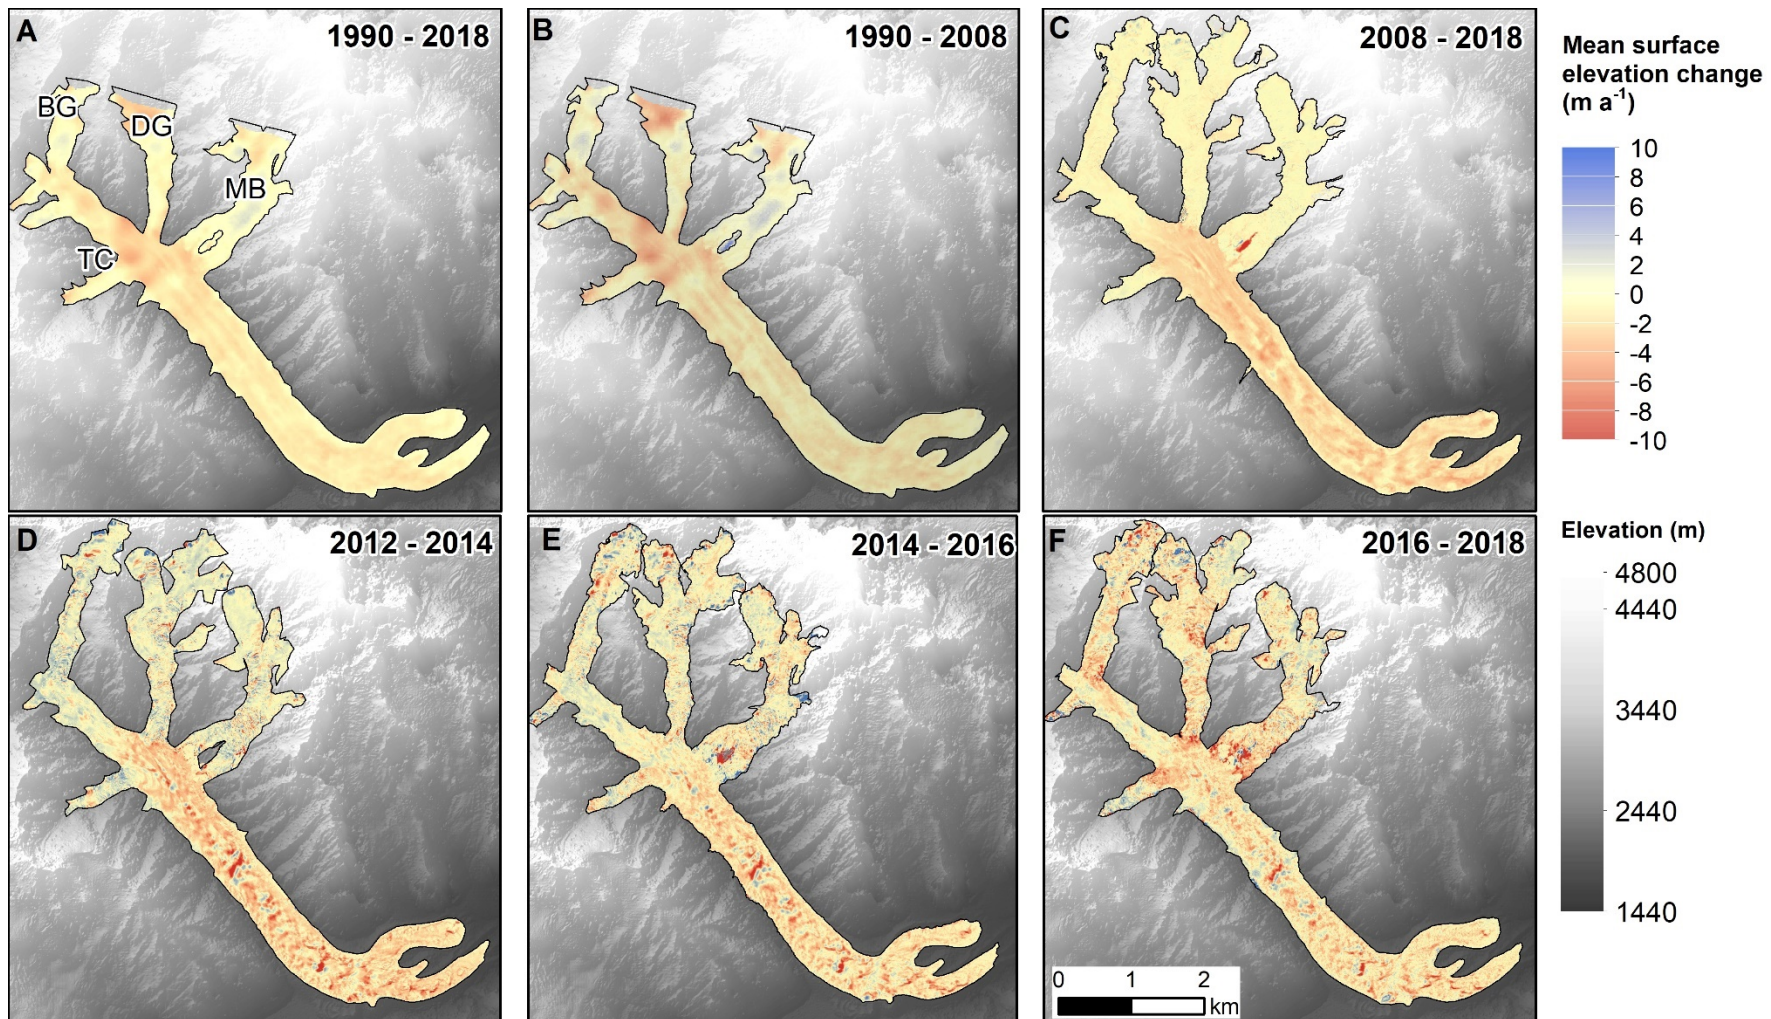 A
1990 - 2018
BG
DG
MB
TC
B
1990 - 2008
C
2008 - 2018
Mean surface
elevation change
(m a⁻¹)
10
8
6
4
2
0
-2
-4
-6
-8
-10
D
2012 - 2014
E
2014 - 2016
F
2016 - 2018
0 1 2
km
Elevation (m)
4800
4440
3440
2440
1440